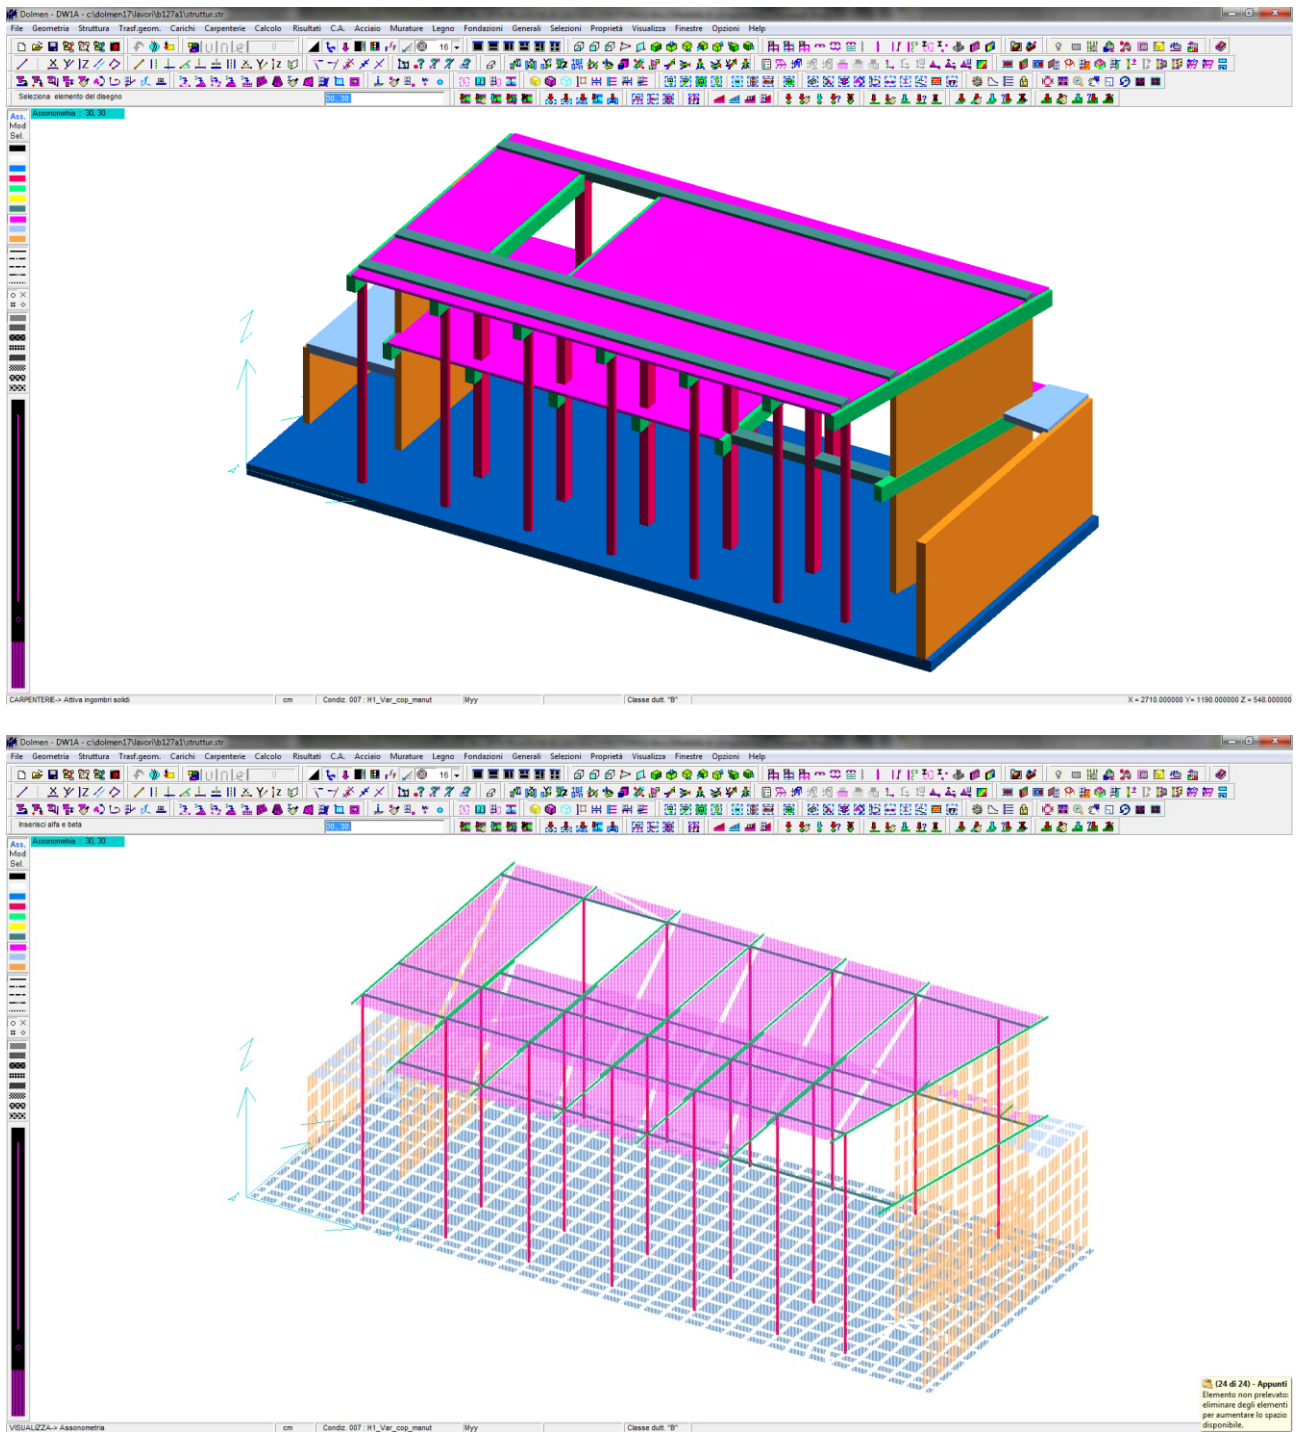 Dolmen - DW1A - c:\dolmen17\lavori\b127a1\struttur.str
File Geometria Struttura Trasf.geom. Carichi Carpenterie Calcolo Risultati C.A. Acciaio Murature Legno Fondazioni Generali Selezioni Proprietà Visualizza Finestre Opzioni Help
0 16
Seleziona elemento del disegno 30, 30
Ass. Assonometria : 30, 30
Mod
Sel.
CARPENTERIE-> Attiva ingombri solidi cm Condiz. 007 : H1_Var_cop_manut Myy Classe dutt. "B" X = 2710.000000 Y= 1190.000000 Z = 548.000000
Dolmen - DW1A - c:\dolmen17\lavori\b127a1\struttur.str
File Geometria Struttura Trasf.geom. Carichi Carpenterie Calcolo Risultati C.A. Acciaio Murature Legno Fondazioni Generali Selezioni Proprietà Visualizza Finestre Opzioni Help
0 16
Inserisci alfa e beta 30, 30
Ass. Assonometria : 30, 30
Mod
Sel.
(24 di 24) - Appunti
Elemento non prelevato:
eliminare degli elementi
per aumentare lo spazio
disponibile.
VISUALIZZA-> Assonometria cm Condiz. 007 : H1_Var_cop_manut Myy Classe dutt. "B"